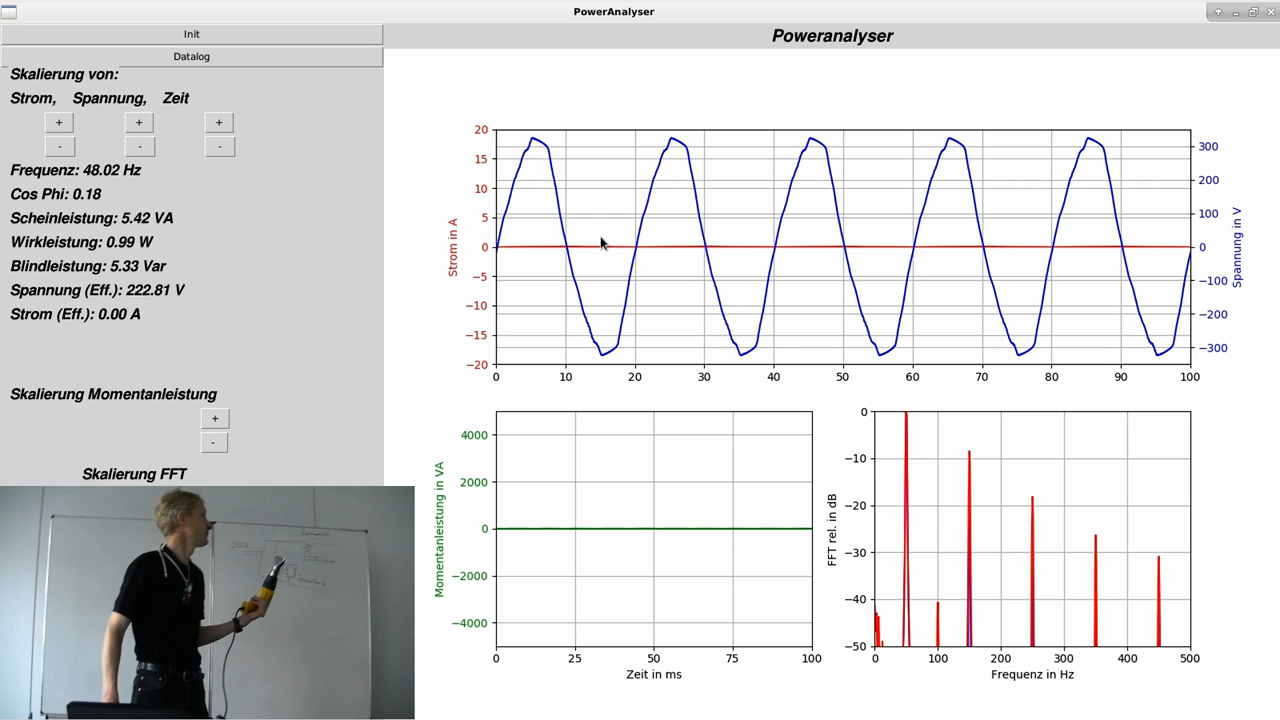 PowerAnalyser
Init
Datalog
Poweranalyser
Skalierung von:
Strom, Spannung, Zeit
+ + +
- - -
Frequenz: 48.02 Hz
Cos Phi: 0.18
Scheinleistung: 5.42 VA
Wirkleistung: 0.99 W
Blindleistung: 5.33 Var
Spannung (Eff.): 222.81 V
Strom (Eff.): 0.00 A
Skalierung Momentanleistung
+
-
Skalierung FFT
Strom in A
20
15
10
5
0
−5
−10
−15
−20
300
200
100
0
−100
−200
−300
Spannung in V
0 10 20 30 40 50 60 70 80 90 100
Momentanleistung in VA
4000
2000
0
−2000
−4000
0 25 50 75 100
Zeit in ms
FFT rel. in dB
0
−10
−20
−30
−40
−50
0 100 200 300 400 500
Frequenz in Hz